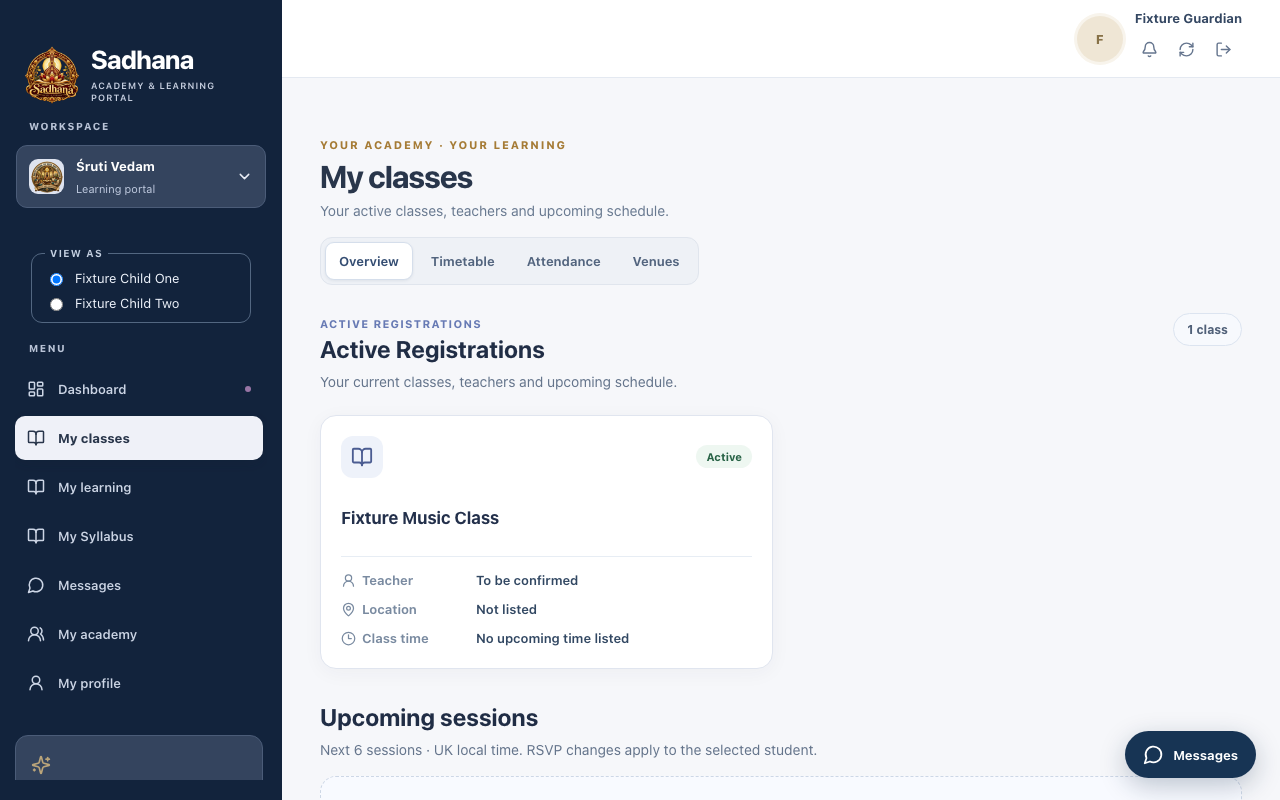 Sadhana
ACADEMY & LEARNING
PORTAL
Sadhana
WORKSPACE
Śruti Vedam
Learning portal
VIEW AS
Fixture Child One
Fixture Child Two
MENU
Dashboard
My classes
My learning
My Syllabus
Messages
My academy
My profile
F
Fixture Guardian
YOUR ACADEMY · YOUR LEARNING
My classes
Your active classes, teachers and upcoming schedule.
Overview Timetable Attendance Venues
ACTIVE REGISTRATIONS
Active Registrations
1 class
Your current classes, teachers and upcoming schedule.
Active
Fixture Music Class
Teacher To be confirmed
Location Not listed
Class time No upcoming time listed
Upcoming sessions
Next 6 sessions · UK local time. RSVP changes apply to the selected student.
Messages